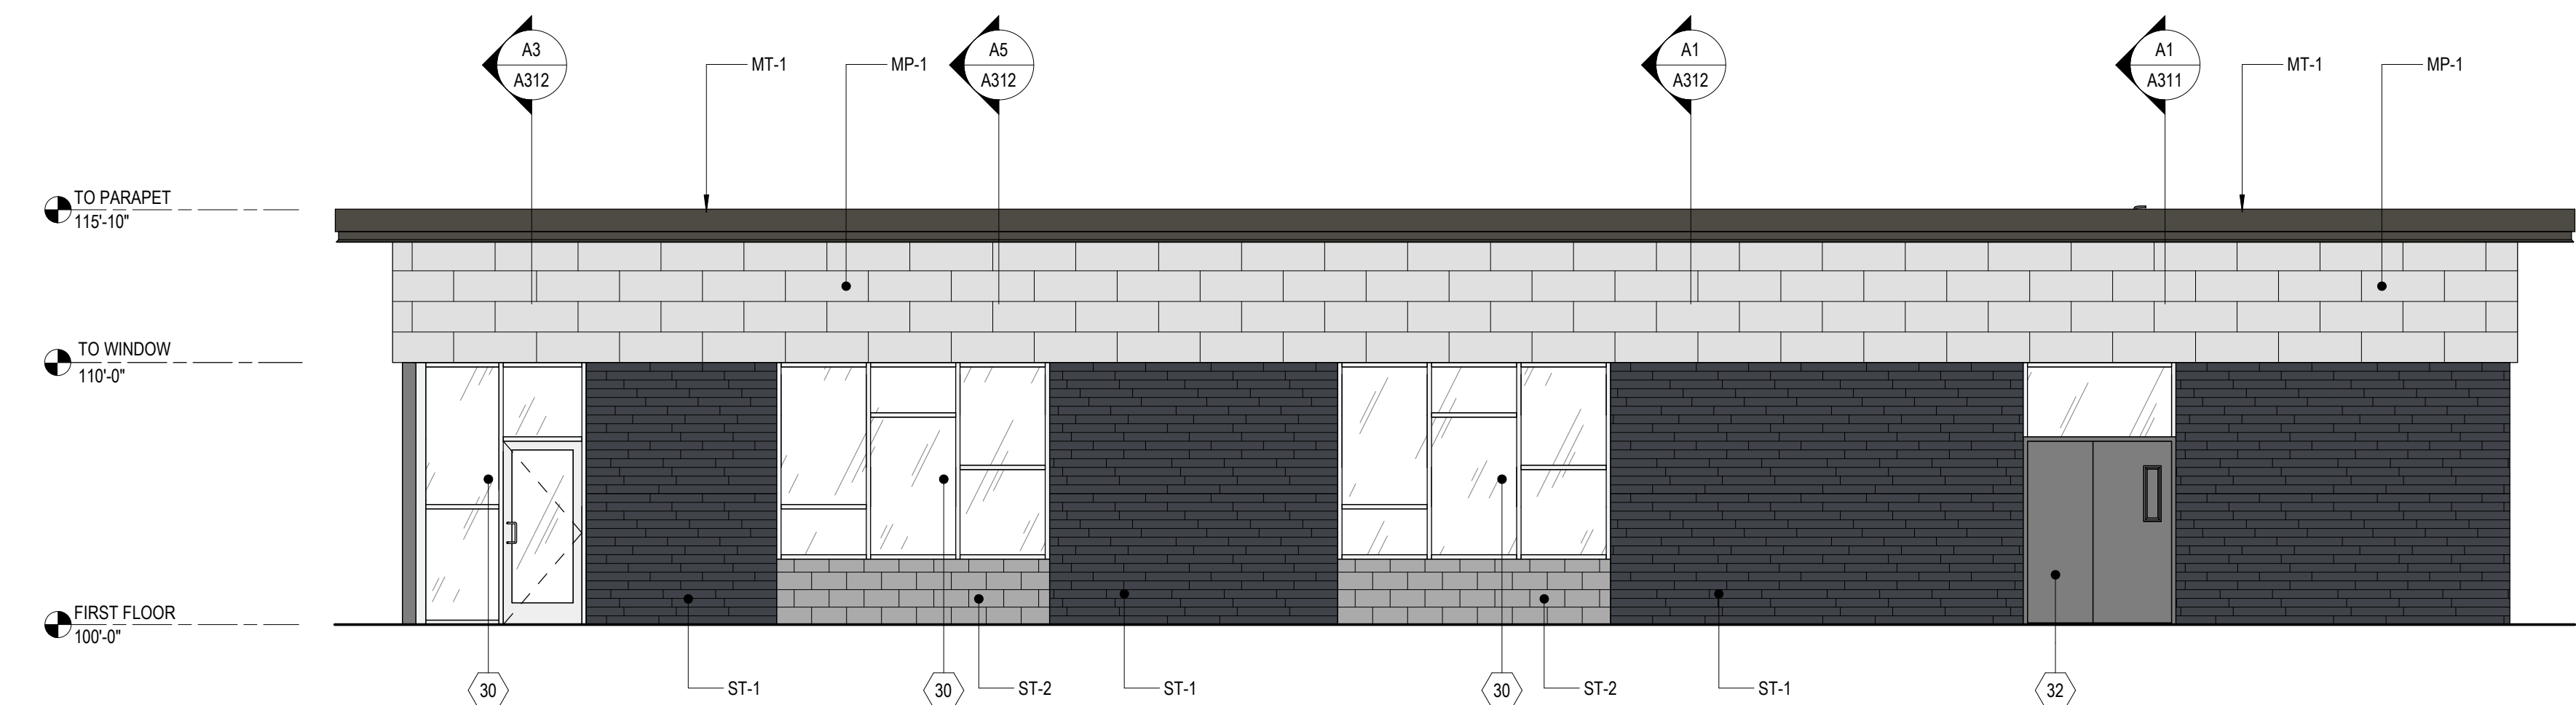 A3
A312
MT-1
MP-1
A5
A312
A1
A312
A1
A311
MT-1
MP-1
TO PARAPET
115'-10"
TO WINDOW
110'-0"
FIRST FLOOR
100'-0"
30
ST-1
30
ST-2
ST-1
30
ST-2
ST-1
32